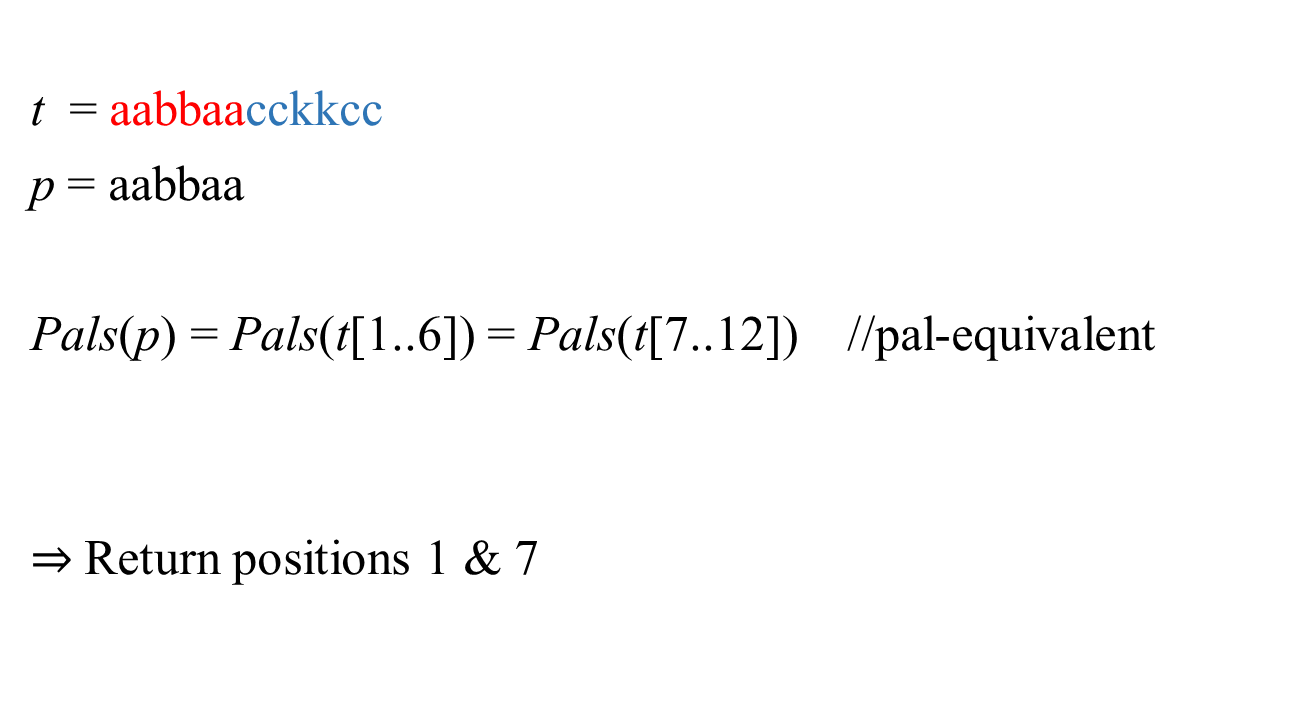 t = aabbaacckkcc
p = aabbaa
Pals(p) = Pals(t[1..6]) = Pals(t[7..12]) //pal-equivalent
⇒ Return positions 1 & 7